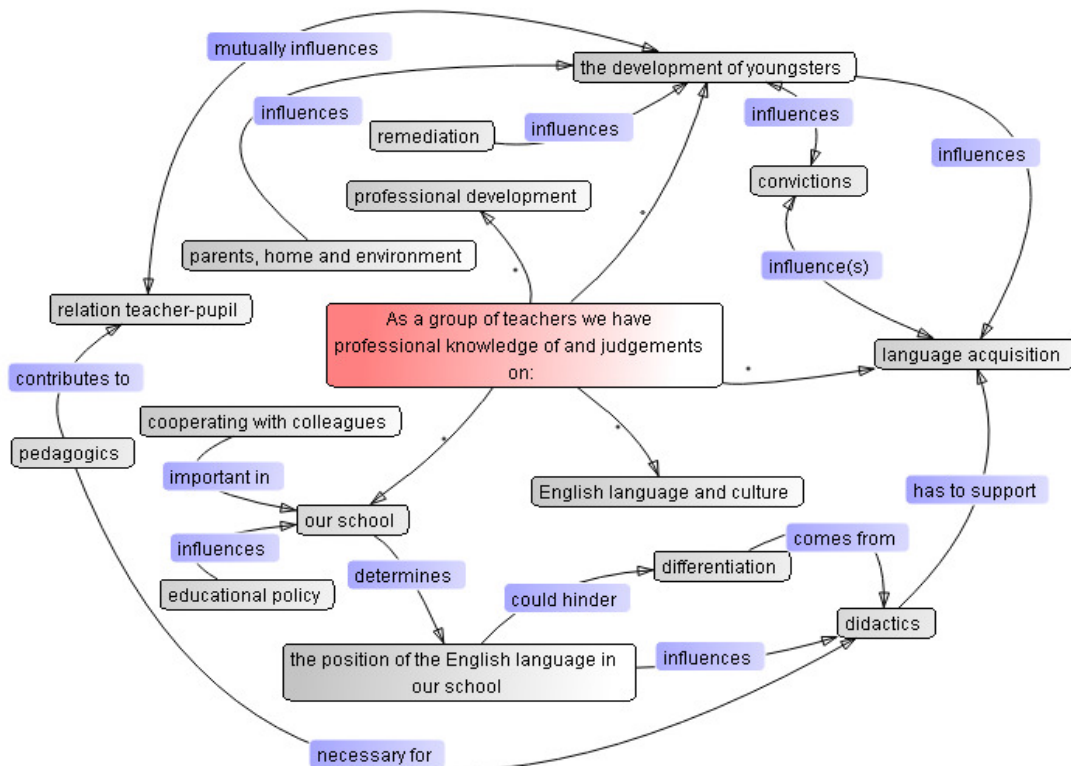 mutually influences
the development of youngsters
influences
influences
remediation
influences
influences
convictions
professional development
parents, home and environment
influence(s)
relation teacher-pupil
As a group of teachers we have
professional knowledge of and judgements
on:
language acquisition
contributes to
cooperating with colleagues
pedagogics
important in
English language and culture
has to support
our school
influences
comes from
differentiation
determines
educational policy
could hinder
didactics
the position of the English language in
our school
influences
necessary for